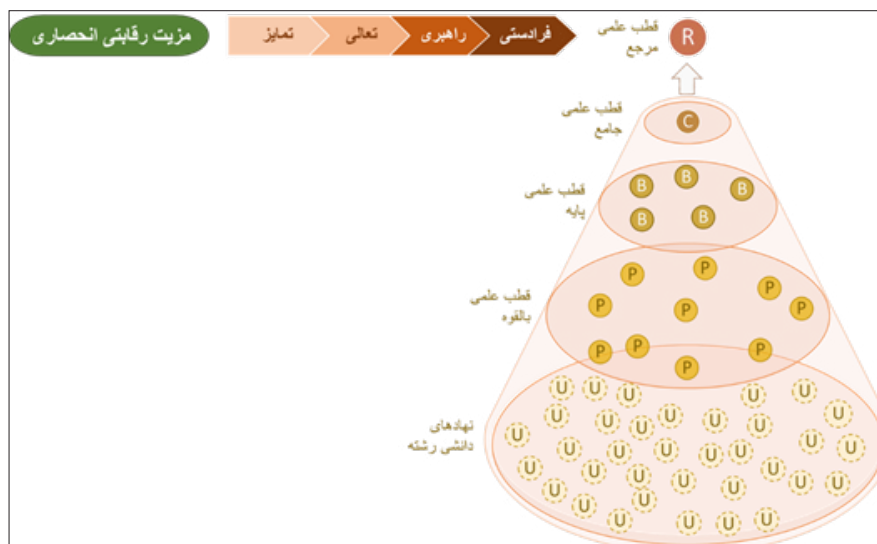 مزیت رقابتی انحصاری
تمایز
تعالی
راهبری
فرادستی
قطب علمی
مرجع
R
قطب علمی
جامع
C
قطب علمی
پایه
B B B
B B
قطب علمی
بالقوه
P P P
P P P
P P P P
نهادهای
دانشی رشته
U U U U U
U U U U U U U
U U U U U U U U
U U U U U U U
U U U U
U U U U